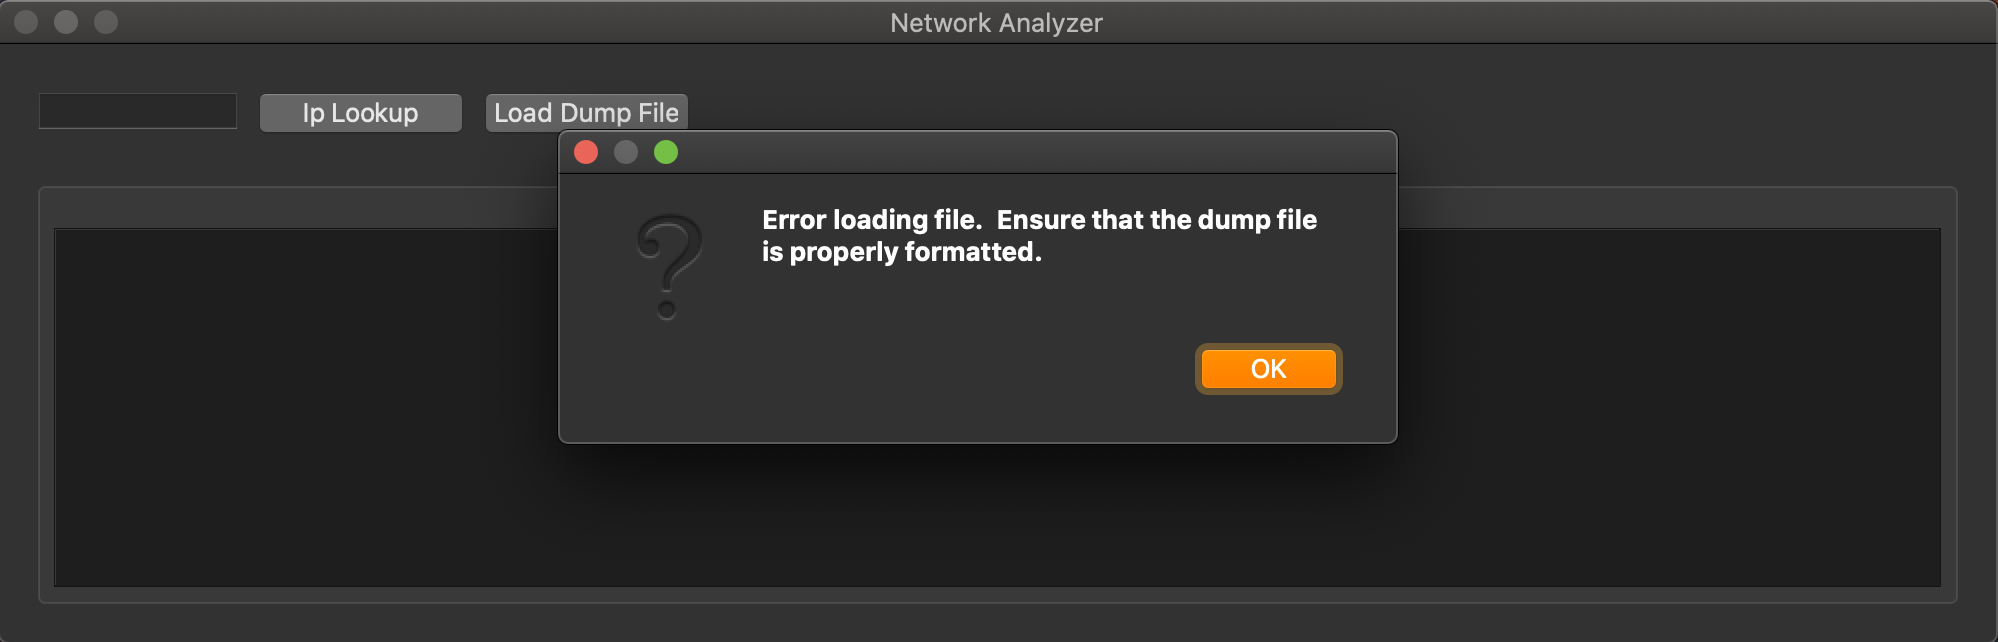 Network Analyzer
Ip Lookup
Load Dump File
Error loading file.  Ensure that the dump file
is properly formatted.
OK